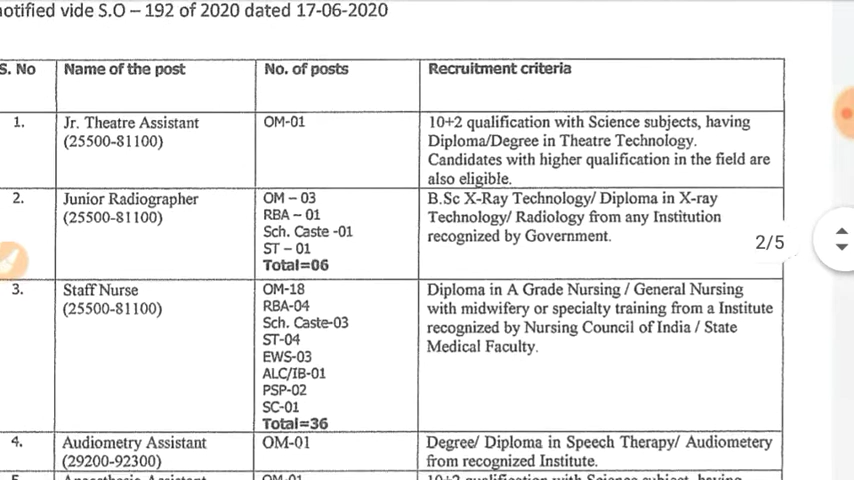 notified vide S.O – 192 of 2020 dated 17-06-2020
S. No
Name of the post
No. of posts
Recruitment criteria
1.
Jr. Theatre Assistant
(25500-81100)
OM-01
10+2 qualification with Science subjects, having
Diploma/Degree in Theatre Technology.
Candidates with higher qualification in the field are
also eligible.
2.
Junior Radiographer
(25500-81100)
OM – 03
RBA – 01
Sch. Caste -01
ST – 01
Total=06
B.Sc X-Ray Technology/ Diploma in X-ray
Technology/ Radiology from any Institution
recognized by Government.
2/5
3.
Staff Nurse
(25500-81100)
OM-18
RBA-04
Sch. Caste-03
ST-04
EWS-03
ALC/IB-01
PSP-02
SC-01
Total=36
Diploma in A Grade Nursing / General Nursing
with midwifery or specialty training from a Institute
recognized by Nursing Council of India / State
Medical Faculty.
4.
Audiometry Assistant
(29200-92300)
OM-01
Degree/ Diploma in Speech Therapy/ Audiometery
from recognized Institute.